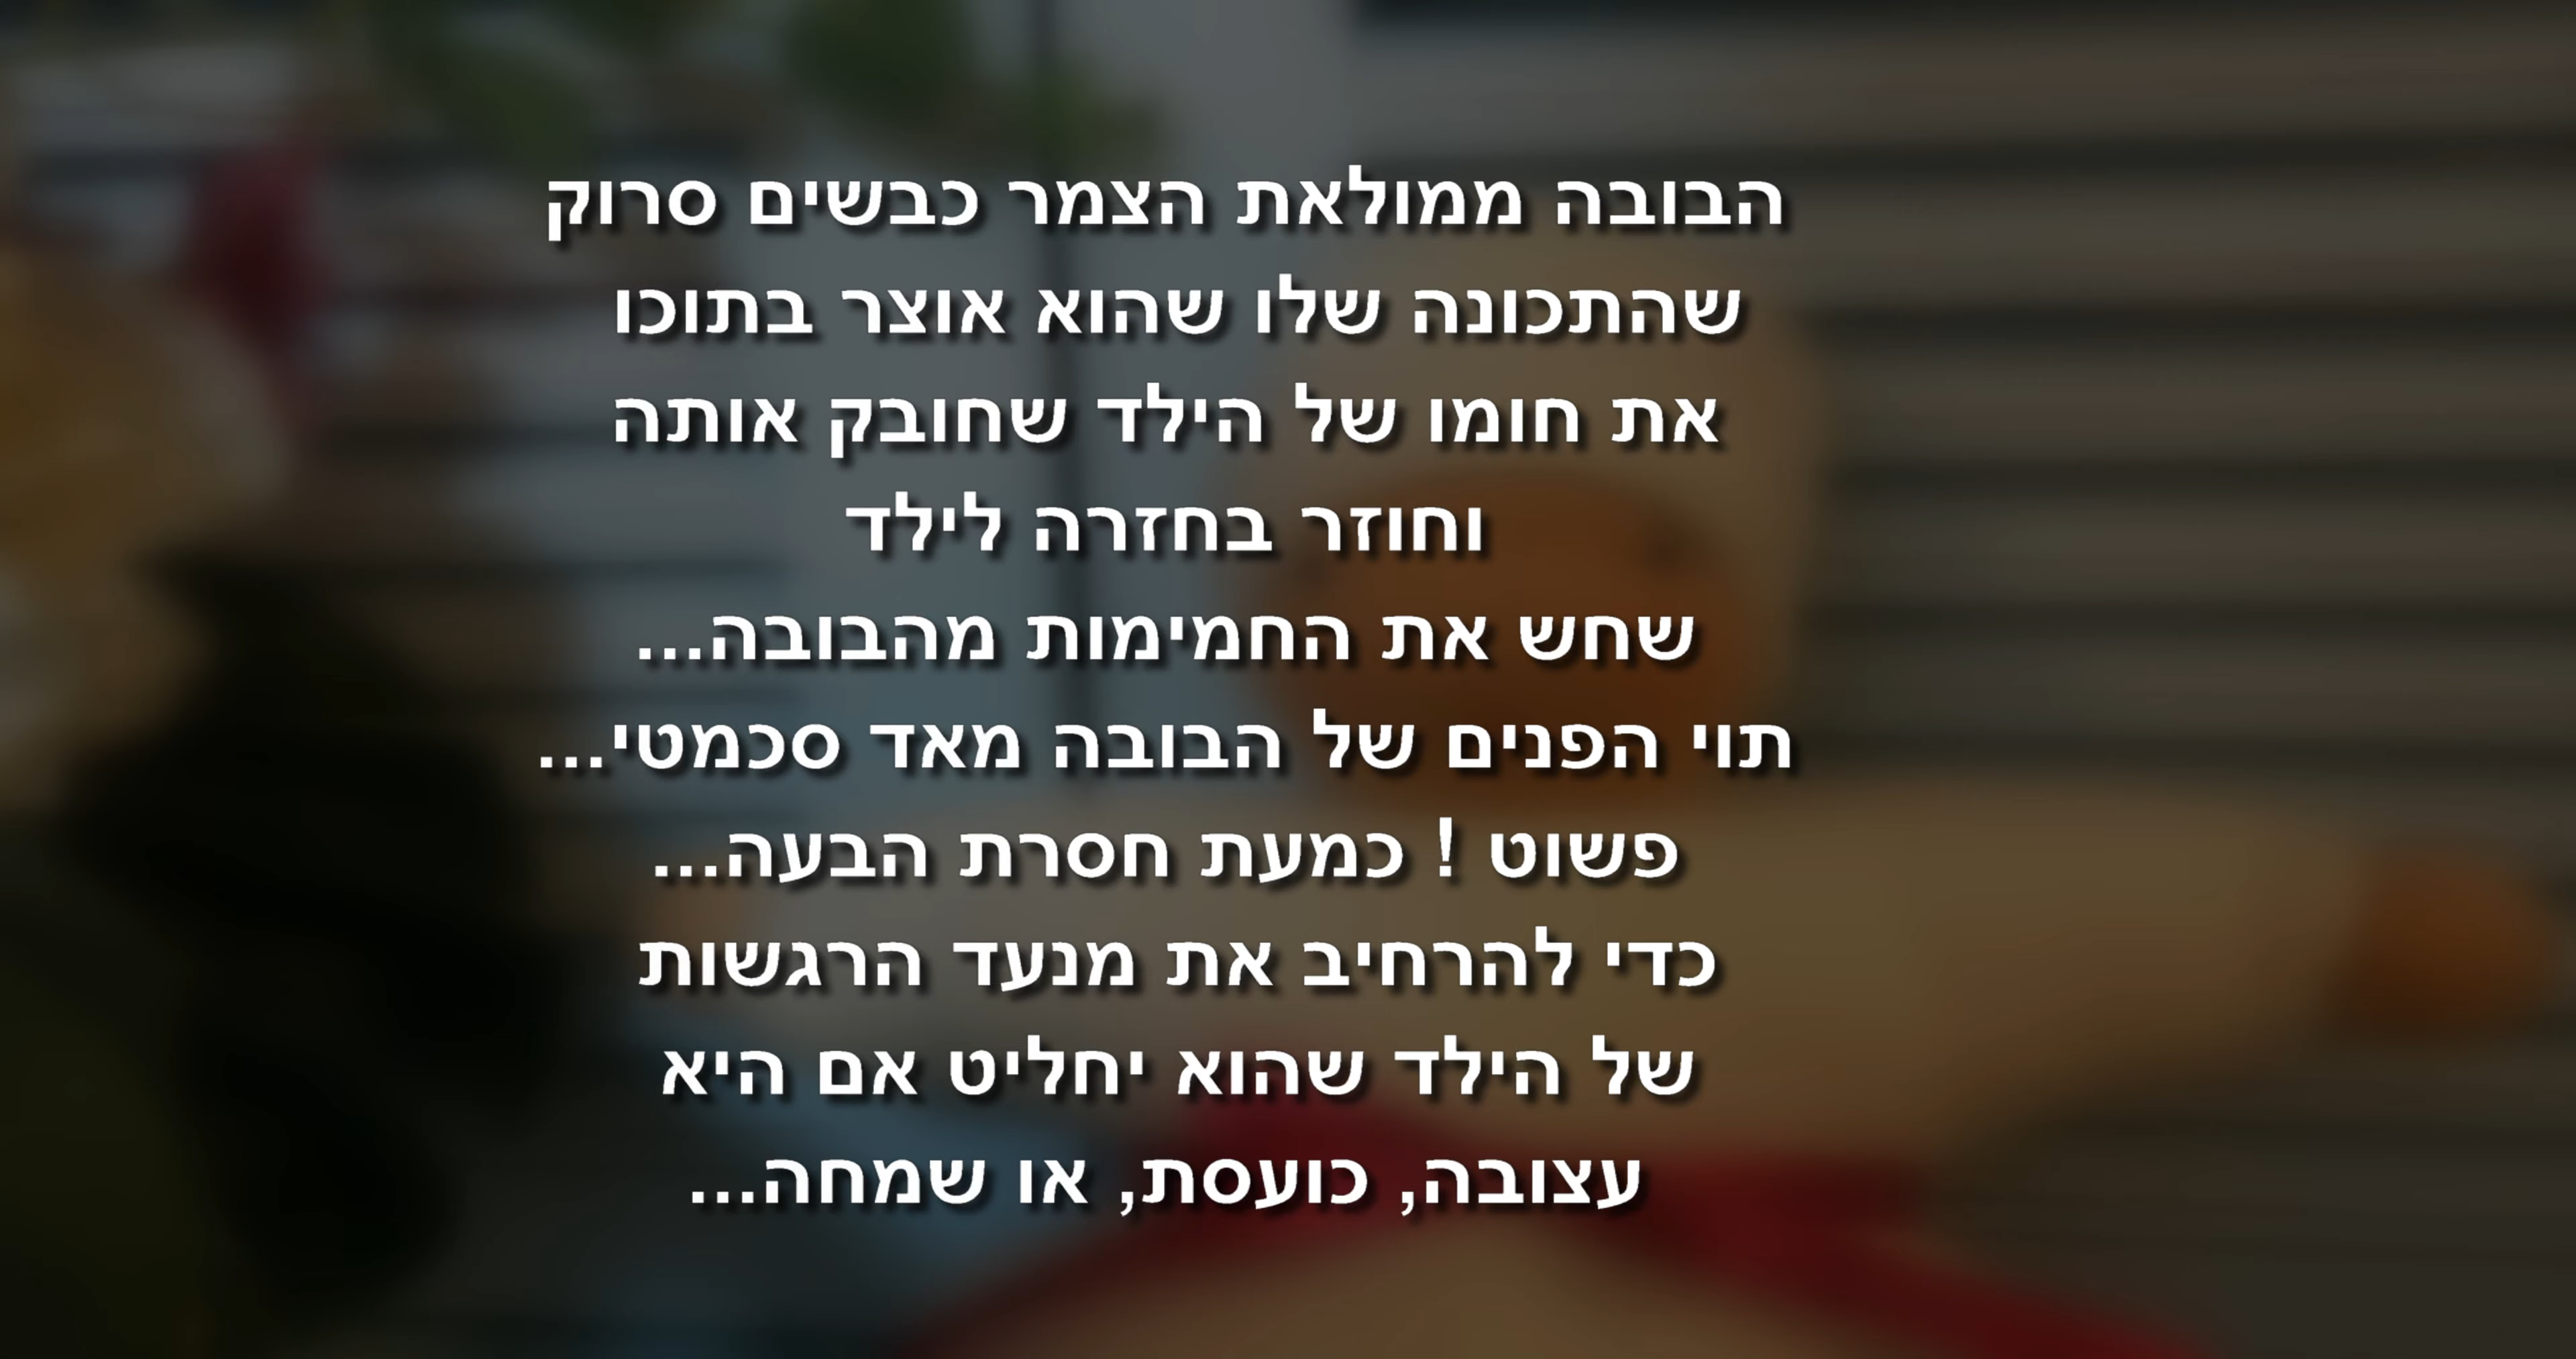 הבובה ממולאת הצמר כבשים סרוק
שהתכונה שלו שהוא אוצר בתוכו
את חומו של הילד שחובק אותה
וחוזר בחזרה לילד
שחש את החמימות מהבובה...
תוי הפנים של הבובה מאד סכמטי...
פשוט ! כמעת חסרת הבעה...
כדי להרחיב את מנעד הרגשות
של הילד שהוא יחליט אם היא
עצובה, כועסת, או שמחה...